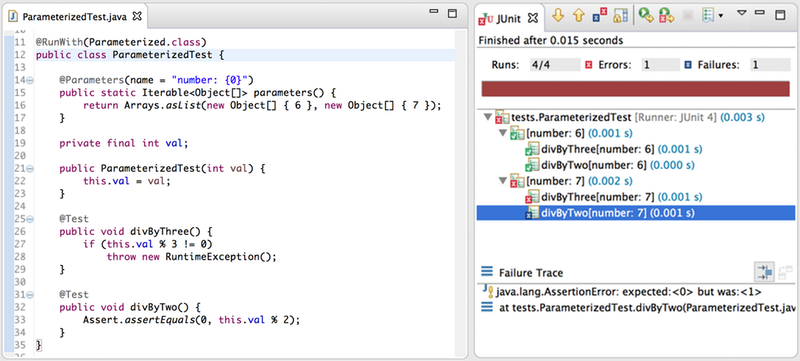 ParameterizedTest.java
11 @RunWith(Parameterized.class)
12 public class ParameterizedTest {
13
14 @Parameters(name = "number: {0}")
15 public static Iterable<Object[]> parameters() {
16 return Arrays.asList(new Object[] { 6 }, new Object[] { 7 });
17 }
18
19 private final int val;
20
21 public ParameterizedTest(int val) {
22 this.val = val;
23 }
24
25 @Test
26 public void divByThree() {
27 if (this.val % 3 != 0)
28 throw new RuntimeException();
29 }
30
31 @Test
32 public void divByTwo() {
33 Assert.assertEquals(0, this.val % 2);
34 }
35 }
36
JUnit
Finished after 0.015 seconds
Runs: 4/4 Errors: 1 Failures: 1
tests.ParameterizedTest [Runner: JUnit 4] (0.003 s)
[number: 6] (0.001 s)
divByThree[number: 6] (0.001 s)
divByTwo[number: 6] (0.000 s)
[number: 7] (0.002 s)
divByThree[number: 7] (0.001 s)
divByTwo[number: 7] (0.001 s)
Failure Trace
java.lang.AssertionError: expected:<0> but was:<1>
at tests.ParameterizedTest.divByTwo(ParameterizedTest.jav